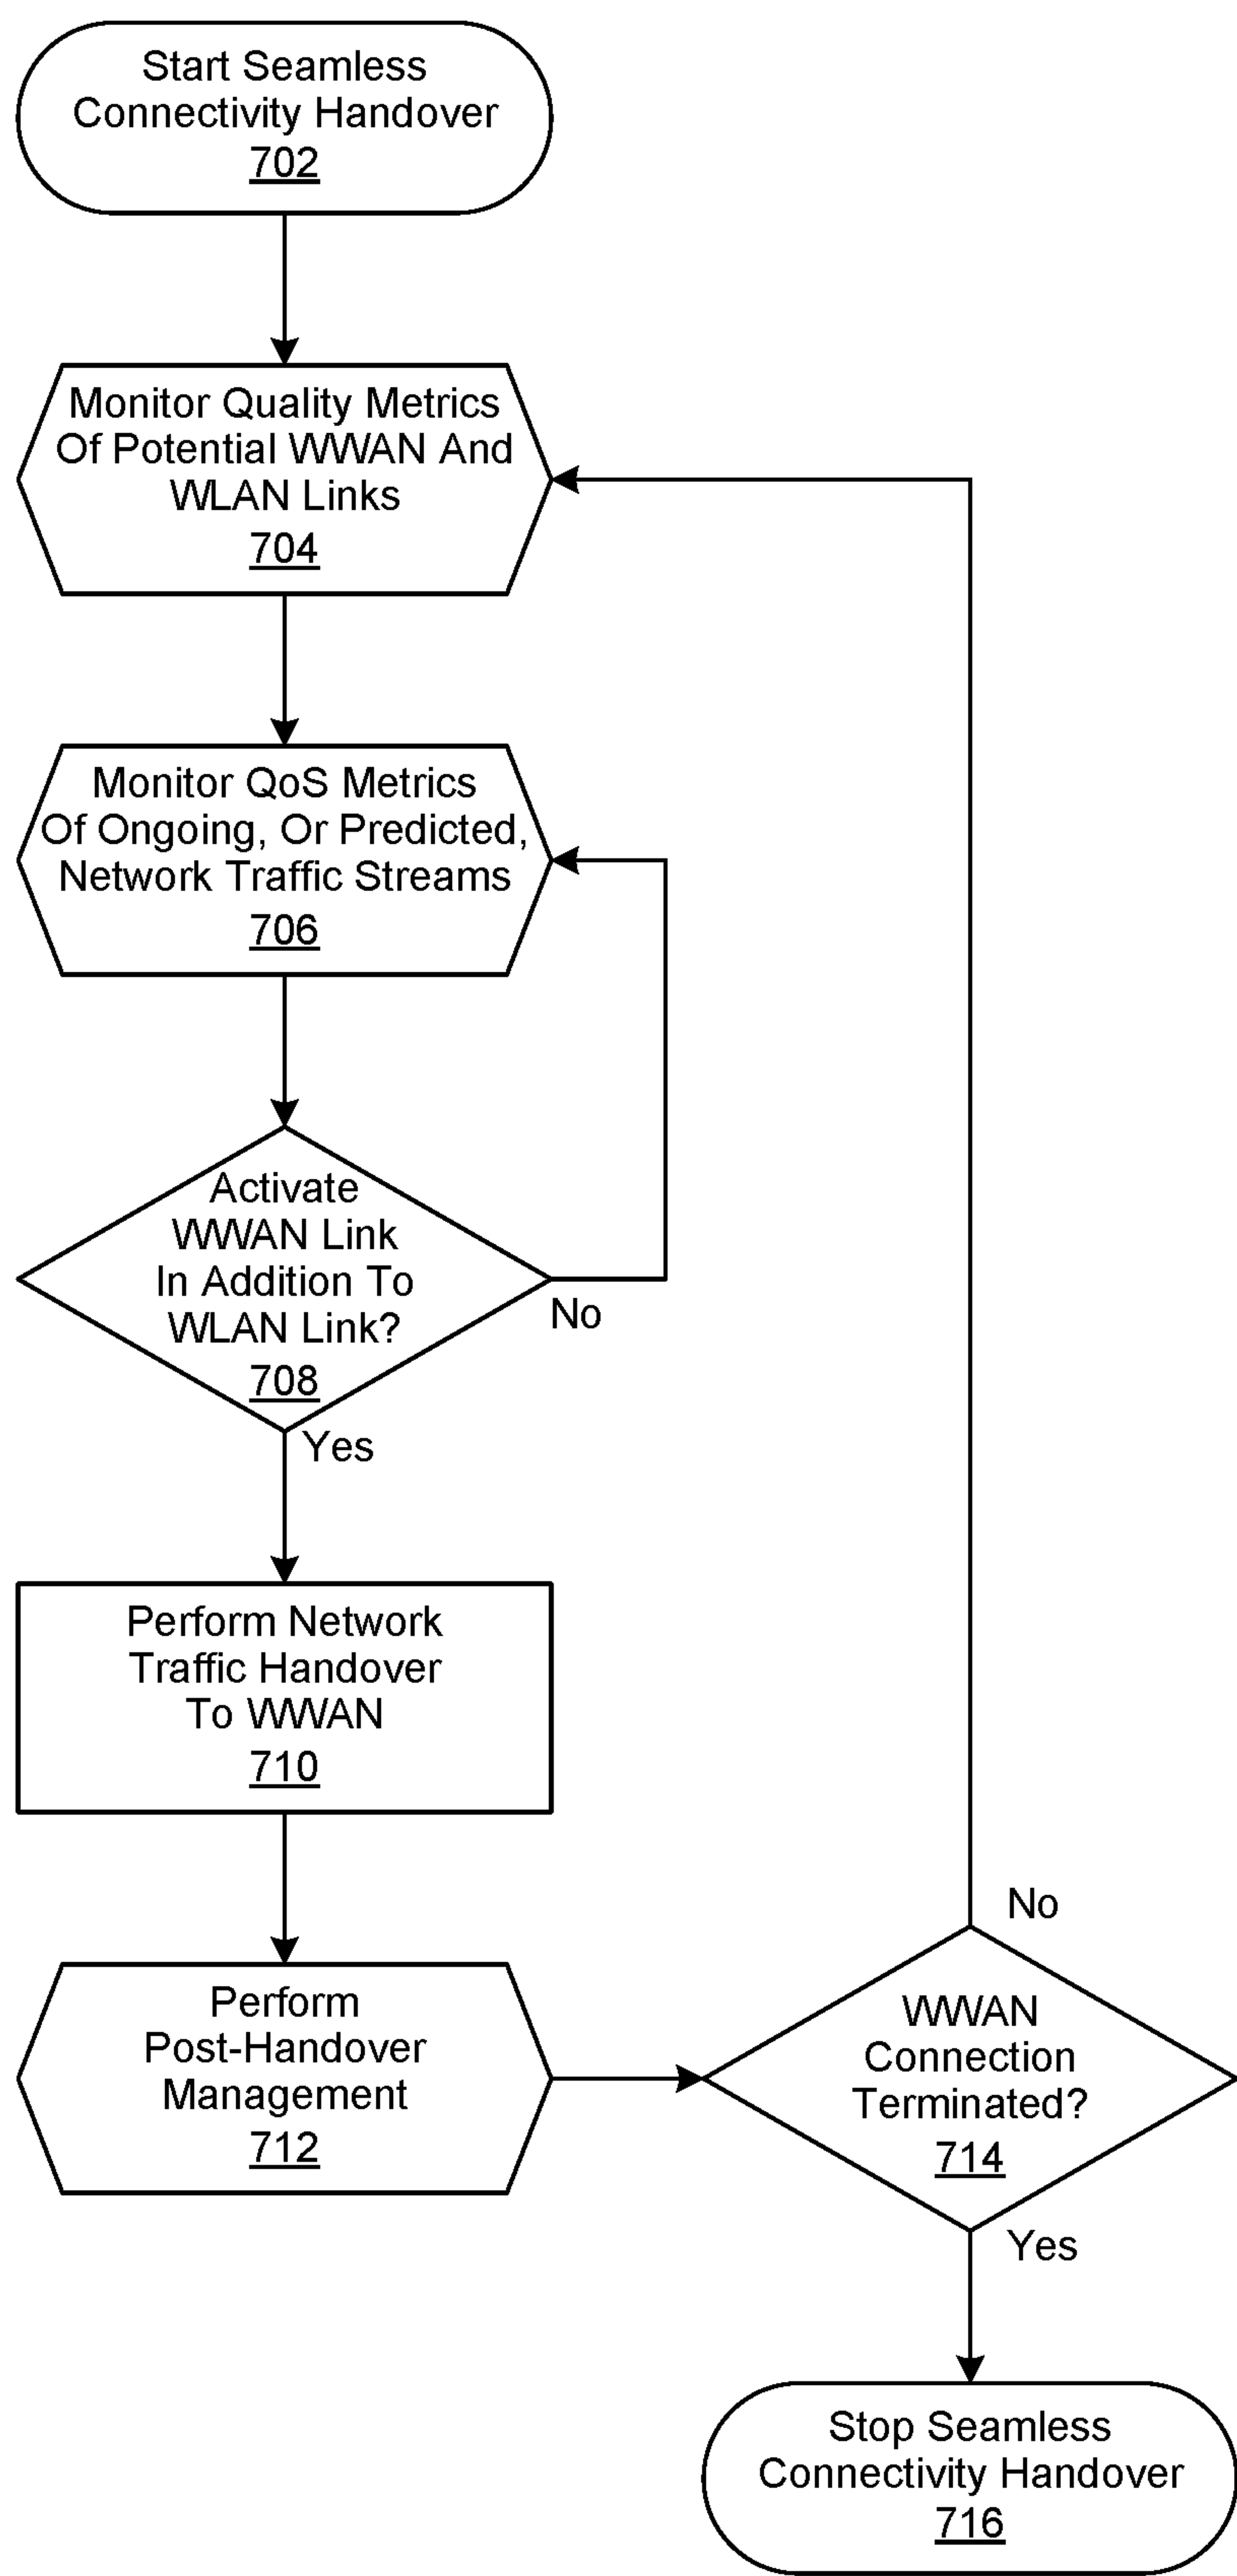 Start Seamless
Connectivity Handover
702
Monitor Quality Metrics
Of Potential WWAN And
WLAN Links
704
Monitor QoS Metrics
Of Ongoing, Or Predicted,
Network Traffic Streams
706
Activate
WWAN Link
In Addition To
WLAN Link?
708
No
Yes
Perform Network
Traffic Handover
To WWAN
710
Perform
Post-Handover
Management
712
No
WWAN
Connection
Terminated?
714
Yes
Stop Seamless
Connectivity Handover
716